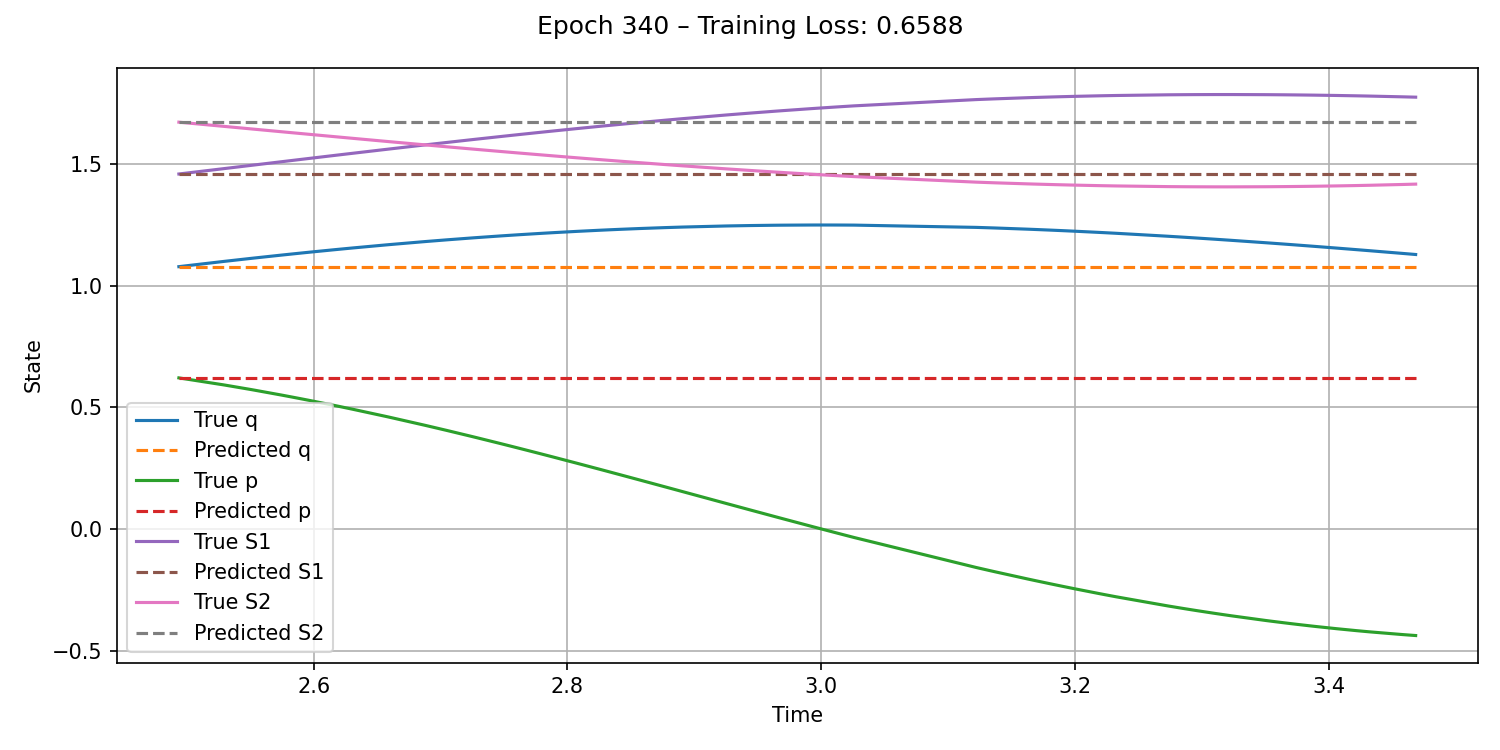 Epoch 340 – Training Loss: 0.6588
State
1.5
1.0
0.5
0.0
−0.5
True q
Predicted q
True p
Predicted p
True S1
Predicted S1
True S2
Predicted S2
2.6 2.8 3.0 3.2 3.4
Time